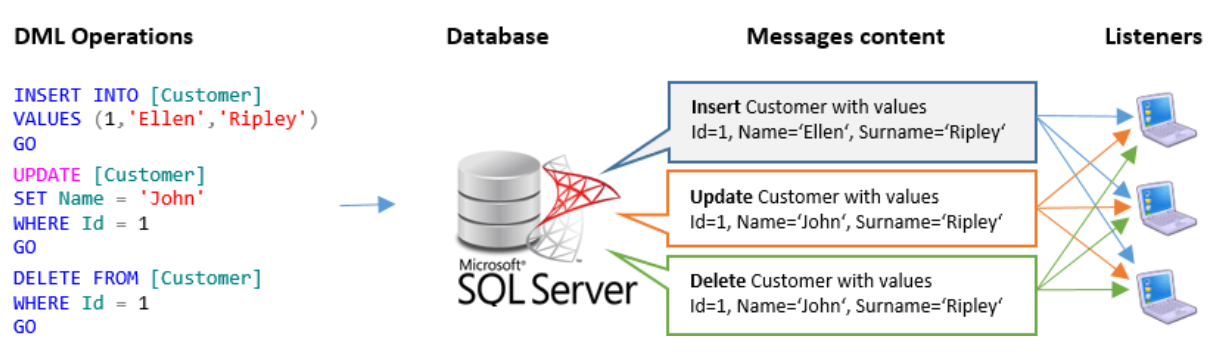 DML Operations
Database
Messages content
Listeners
INSERT INTO [Customer]
VALUES (1,'Ellen','Ripley')
GO
UPDATE [Customer]
SET Name = 'John'
WHERE Id = 1
GO
DELETE FROM [Customer]
WHERE Id = 1
GO
Microsoft®
SQL Server
Insert Customer with values
Id=1, Name=‘Ellen‘, Surname=‘Ripley‘
Update Customer with values
Id=1, Name=‘John‘, Surname=‘Ripley‘
Delete Customer with values
Id=1, Name=‘John‘, Surname=‘Ripley‘